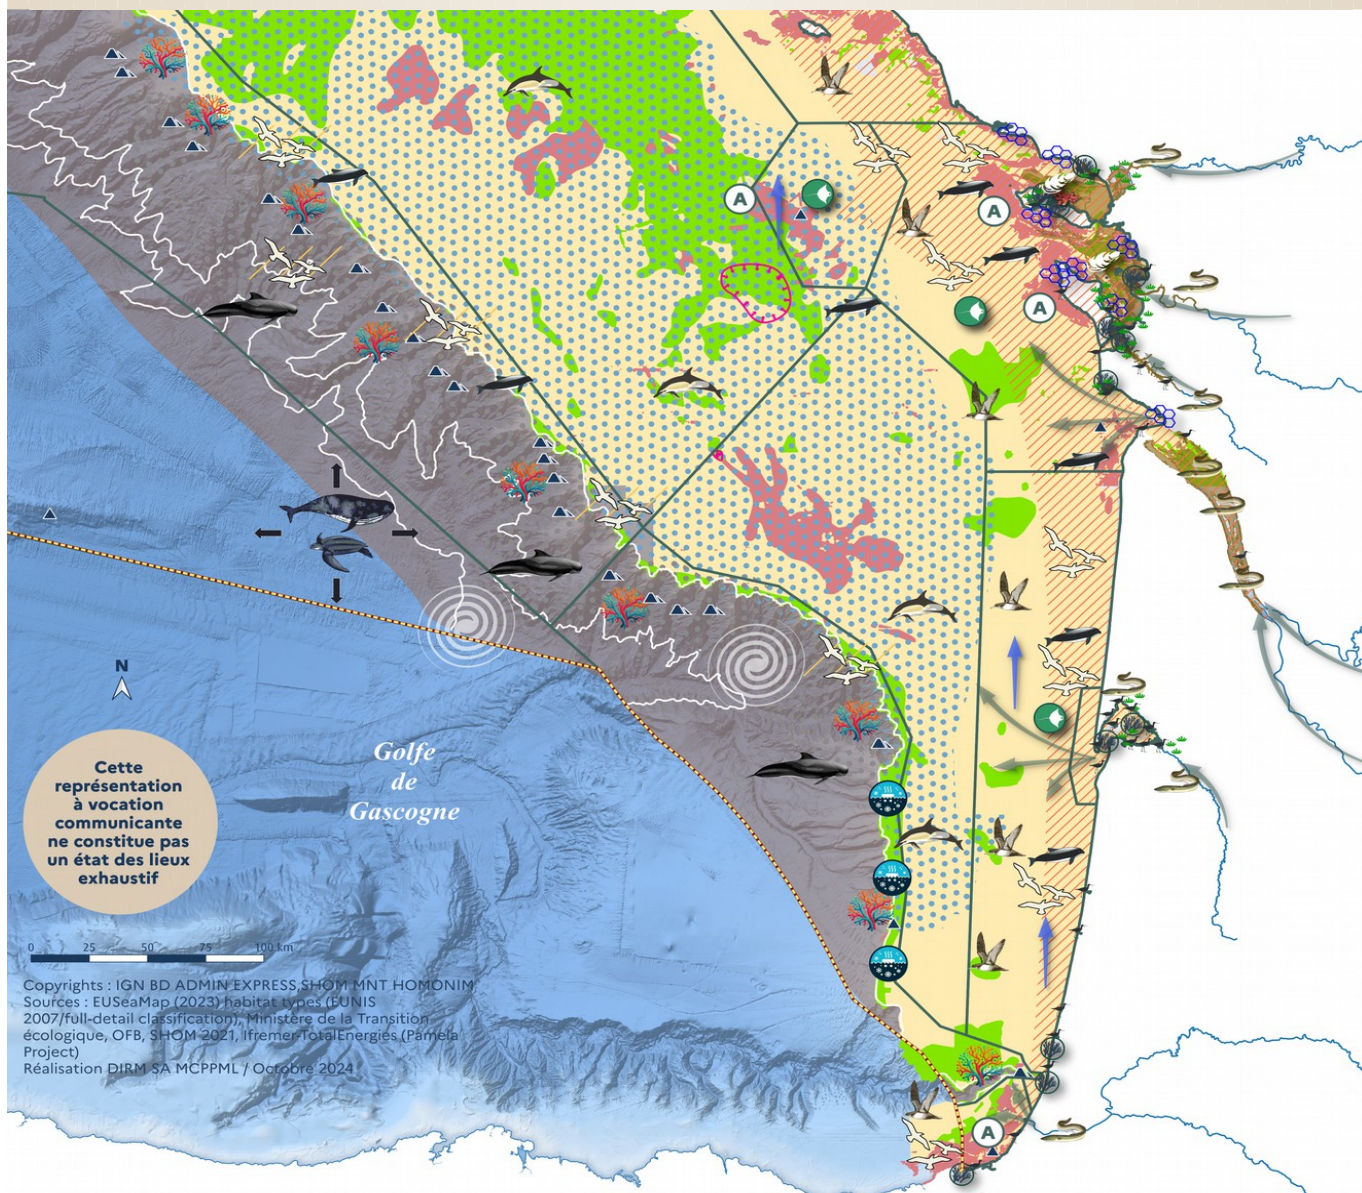 A
A
A
N
Golfe
de
Gascogne
Cette
représentation
à vocation
communicante
ne constitue pas
un état des lieux
exhaustif
0 25 50 75 100 km
Copyrights : IGN BD ADMIN EXPRESS,SHOM MNT HOMONIM
Sources : EUSeaMap (2023) habitat types (EUNIS
2007/full-detail classification), Ministère de la Transition
écologique, OFB, SHOM 2021, Ifremer-TotalEnergies (Pamela
Project)
Réalisation DIRM SA MCPPML / Octobre 2024
A